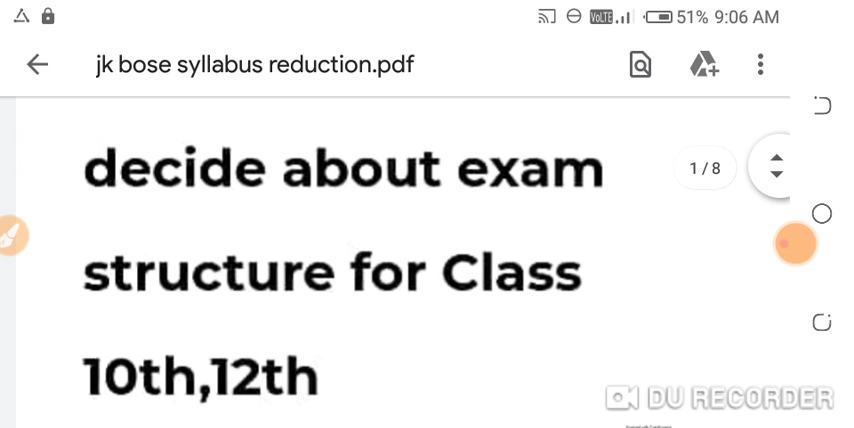 VoLTE 51% 9:06 AM
jk bose syllabus reduction.pdf
decide about exam
1 / 8
structure for Class
10th,12th
DU RECORDER